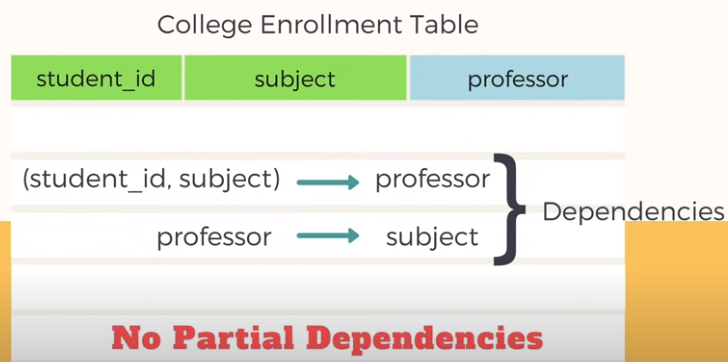 College Enrollment Table
student_id subject professor
(student_id, subject) → professor
professor → subject
Dependencies
No Partial Dependencies